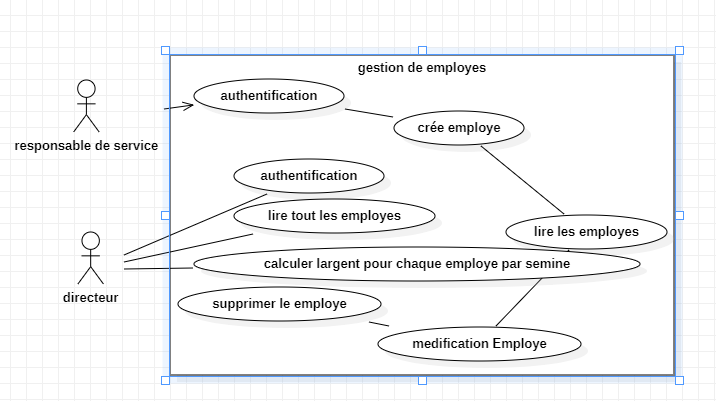 gestion de employes
authentification
crée employe
responsable de service
authentification
lire tout les employes
lire les employes
calculer largent pour chaque employe par semine
directeur
supprimer le employe
medification Employe